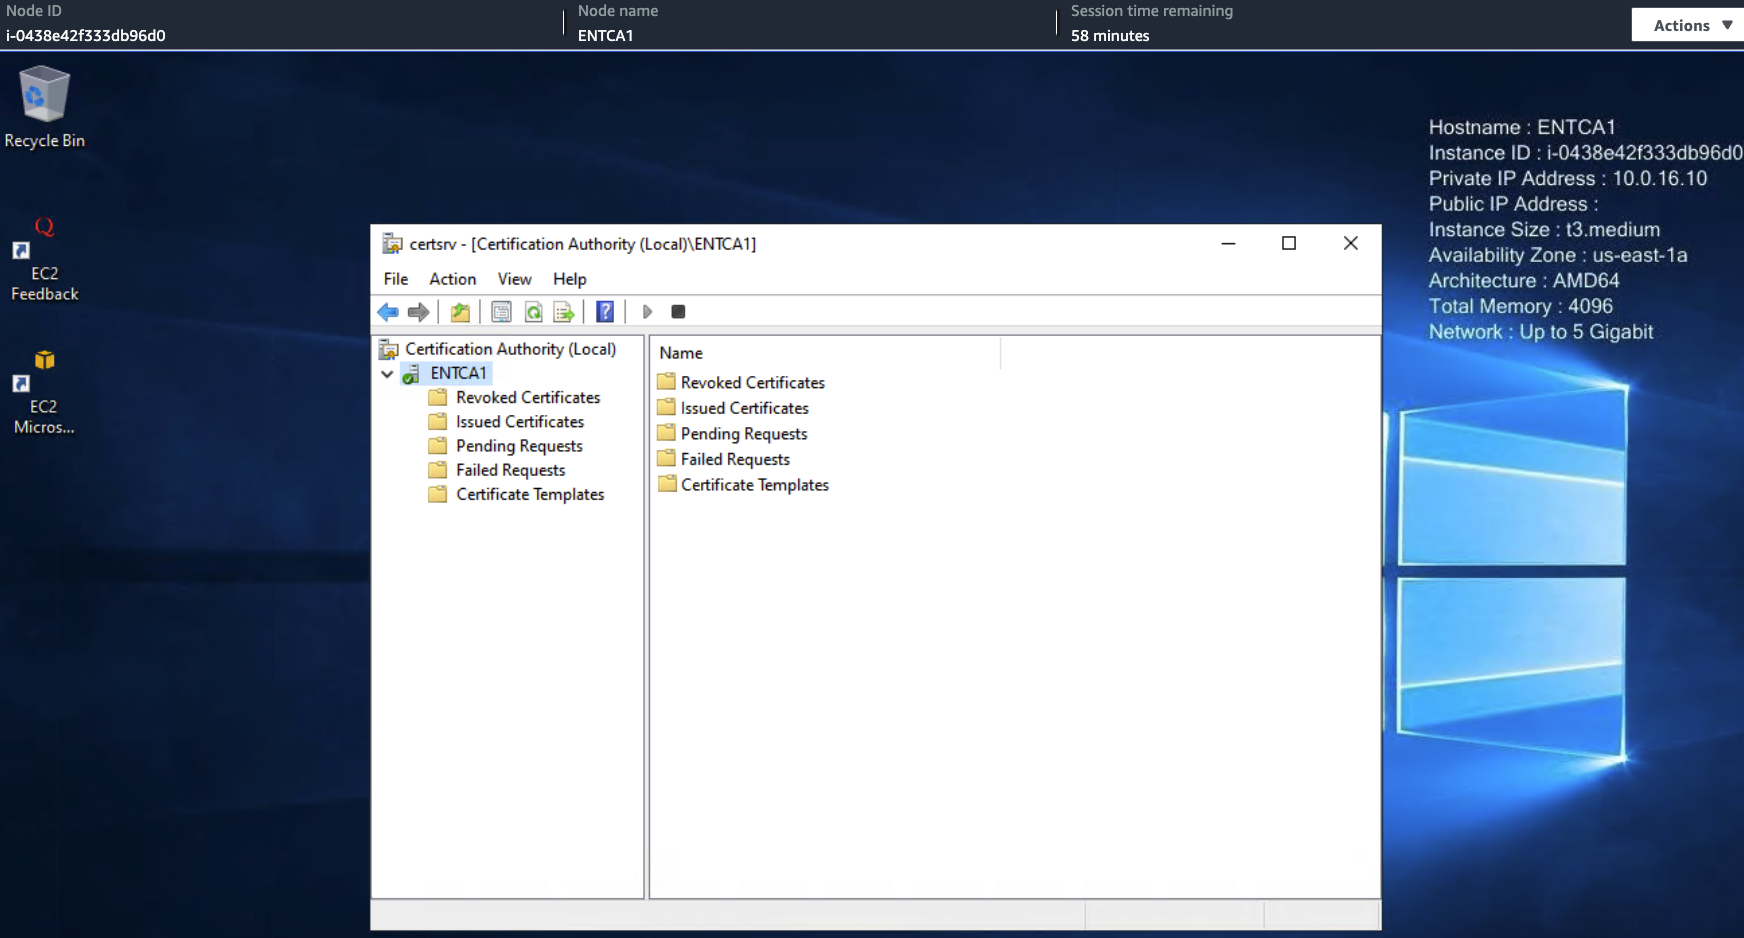 Node ID
i-0438e42f333db96d0
Node name
ENTCA1
Session time remaining
58 minutes
Actions
Recycle Bin
EC2
Feedback
EC2
Micros...
Hostname : ENTCA1
Instance ID : i-0438e42f333db96d0
Private IP Address : 10.0.16.10
Public IP Address :
Instance Size : t3.medium
Availability Zone : us-east-1a
Architecture : AMD64
Total Memory : 4096
Network : Up to 5 Gigabit
certsrv - [Certification Authority (Local)\ENTCA1]
File Action View Help
Certification Authority (Local)
ENTCA1
Revoked Certificates
Issued Certificates
Pending Requests
Failed Requests
Certificate Templates
Name
Revoked Certificates
Issued Certificates
Pending Requests
Failed Requests
Certificate Templates